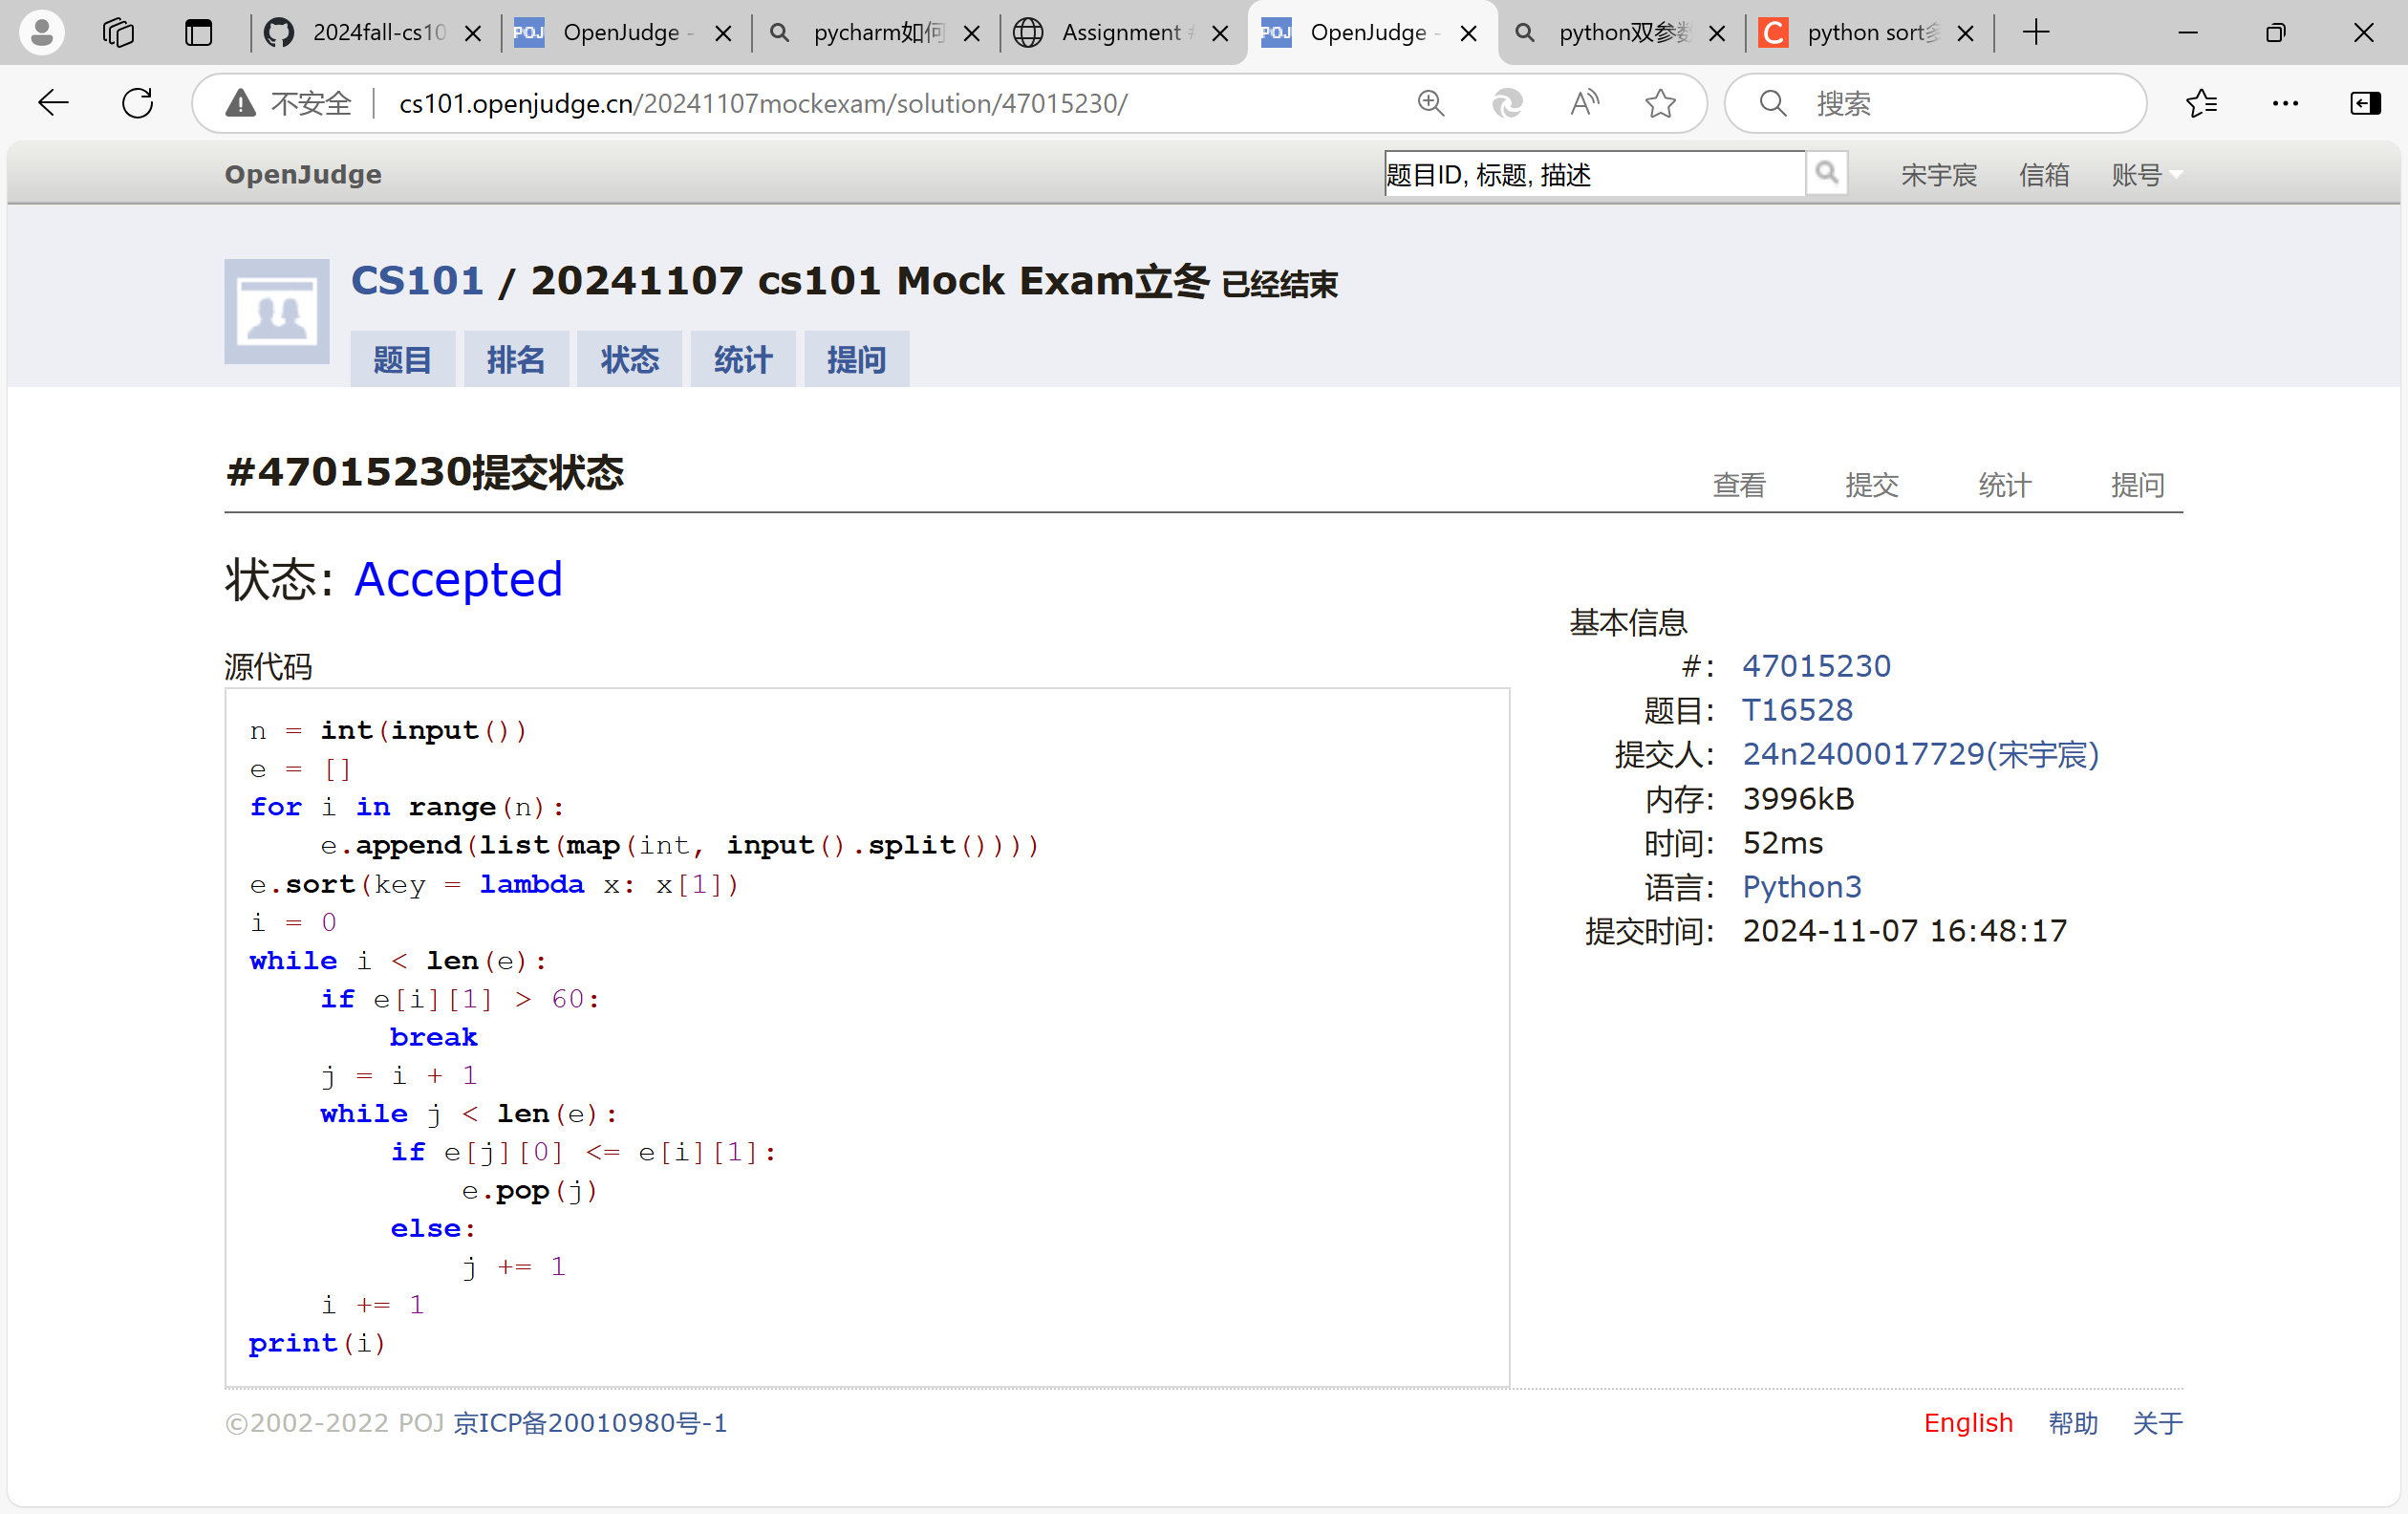 2024fall-cs10
OpenJudge -
pycharm如何
Assignment #
OpenJudge -
python双参数
python sort多
不安全
cs101.openjudge.cn/20241107mockexam/solution/47015230/
搜索
OpenJudge
题目ID, 标题, 描述
宋宇宸 信箱 账号
CS101 / 20241107 cs101 Mock Exam立冬 已经结束
题目 排名 状态 统计 提问
#47015230提交状态
查看 提交 统计 提问
状态: Accepted
源代码
n = int(input())
e = []
for i in range(n):
    e.append(list(map(int, input().split())))
e.sort(key = lambda x: x[1])
i = 0
while i < len(e):
    if e[i][1] > 60:
        break
    j = i + 1
    while j < len(e):
        if e[j][0] <= e[i][1]:
            e.pop(j)
        else:
            j += 1
    i += 1
print(i)
基本信息
#: 47015230
题目: T16528
提交人: 24n2400017729(宋宇宸)
内存: 3996kB
时间: 52ms
语言: Python3
提交时间: 2024-11-07 16:48:17
©2002-2022 POJ 京ICP备20010980号-1
English 帮助 关于